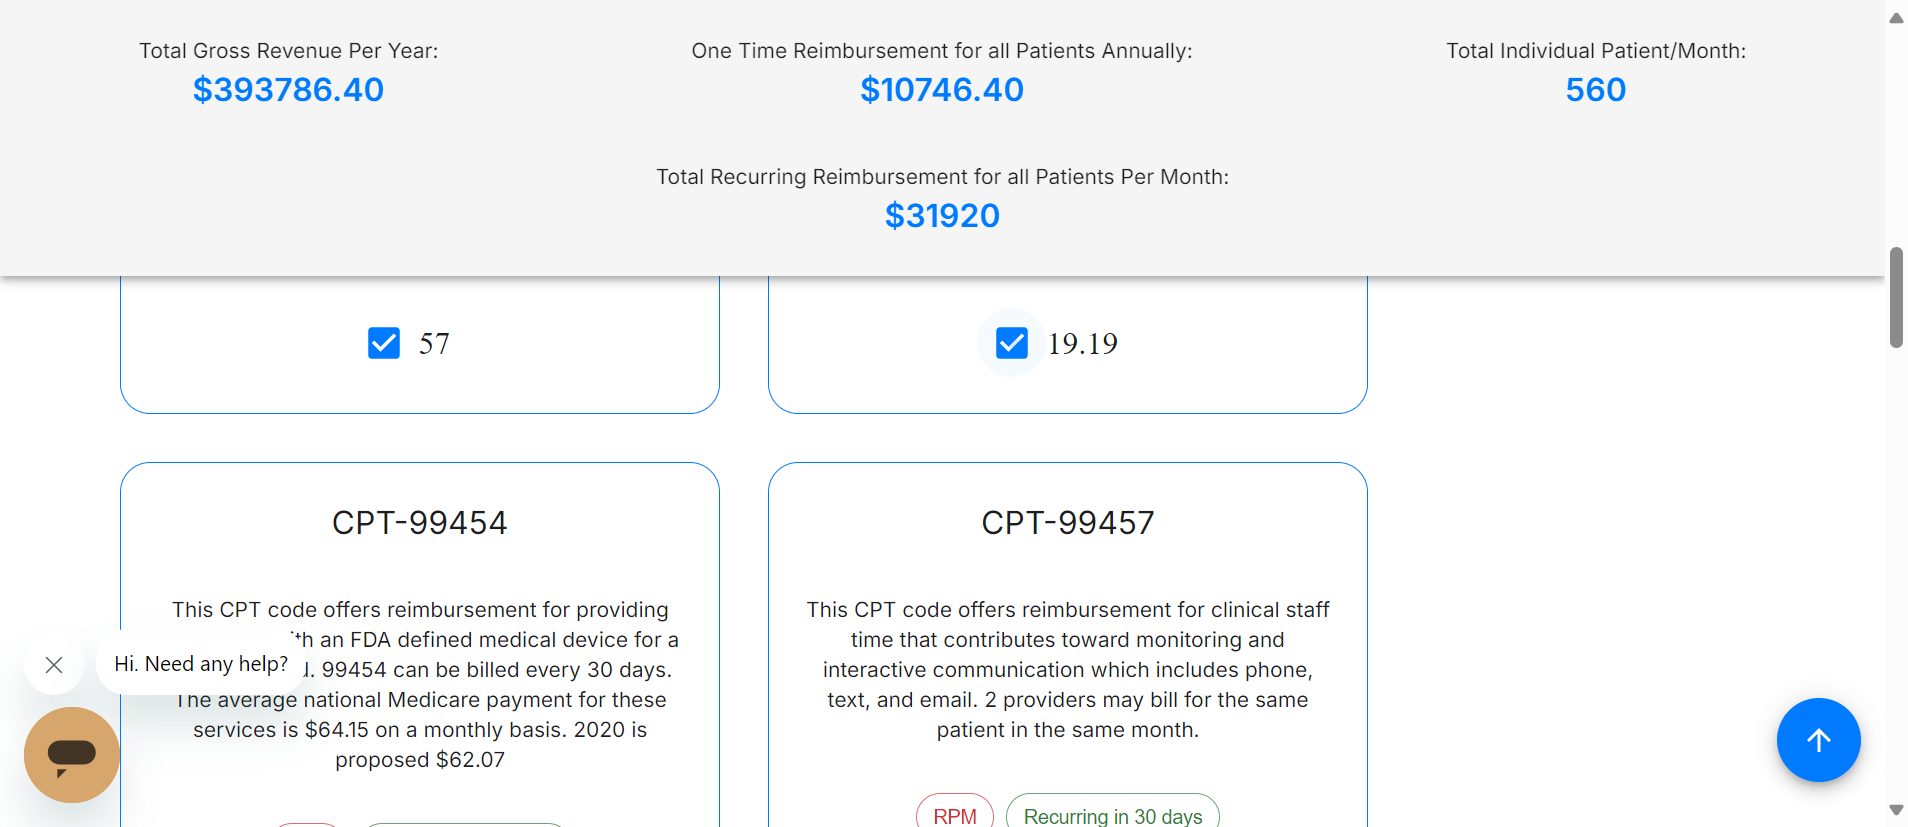 Total Gross Revenue Per Year:
$393786.40
One Time Reimbursement for all Patients Annually:
$10746.40
Total Individual Patient/Month:
560
Total Recurring Reimbursement for all Patients Per Month:
$31920
57
19.19
CPT-99454
This CPT code offers reimbursement for providing
an FDA defined medical device for a
99454 can be billed every 30 days.
The average national Medicare payment for these
services is $64.15 on a monthly basis. 2020 is
proposed $62.07
CPT-99457
This CPT code offers reimbursement for clinical staff
time that contributes toward monitoring and
interactive communication which includes phone,
text, and email. 2 providers may bill for the same
patient in the same month.
RPM
Recurring in 30 days
Hi. Need any help?